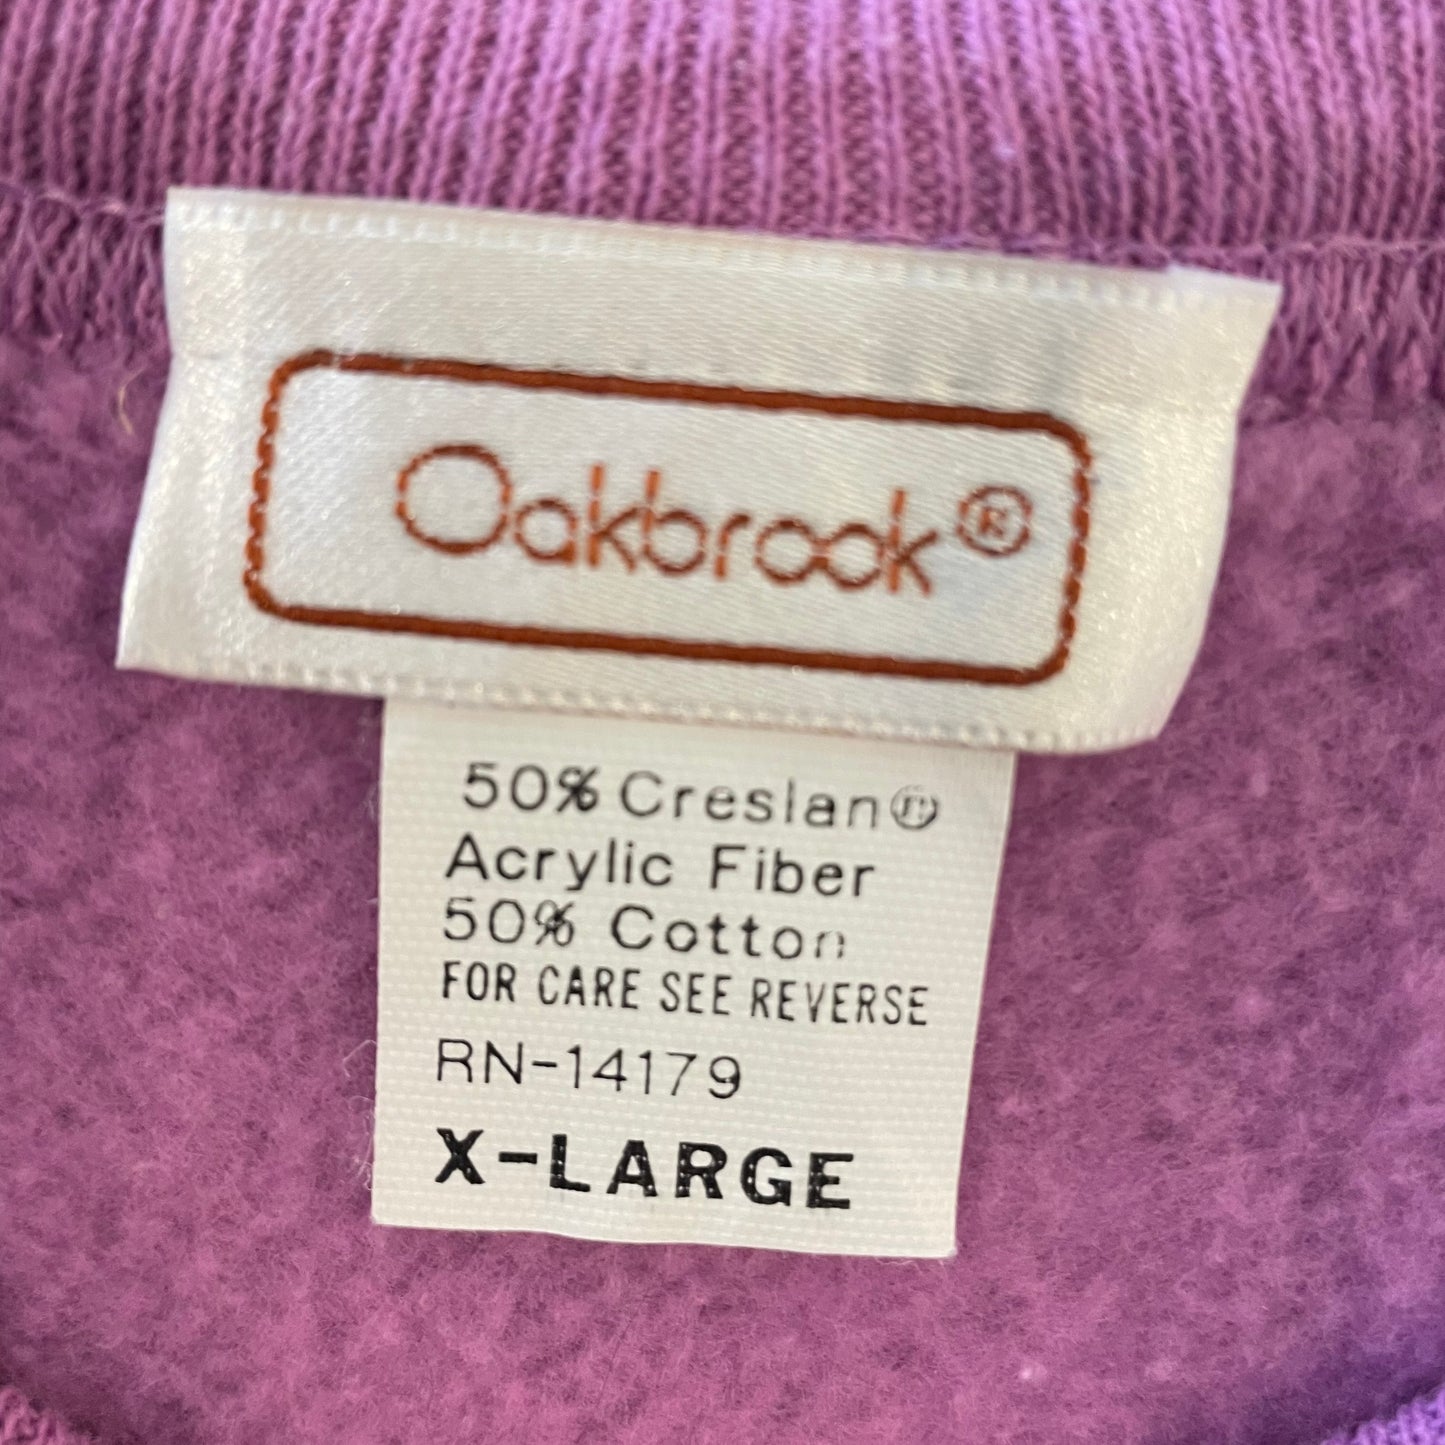 Oakbrook®
50% Creslan®
Acrylic Fiber
50% Cotton
FOR CARE SEE REVERSE
RN-14179
X-LARGE